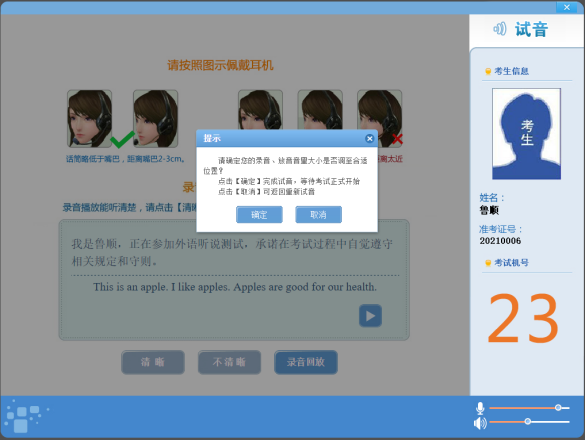 试音
请按照图示佩戴耳机
考生信息
考生
提示
请确定您的录音、放音音量大小是否调至合适
位置?
点击【确定】完成试音,等待考试正式开始
点击【取消】可返回重新试音
确定
取消
话筒略低于嘴巴,距离嘴巴2-3cm。
离太近
录
录音播放能听清楚,请点击【清晰
我是鲁顺,正在参加外语听说测试,承诺在考试过程中自觉遵守
相关规定和守则。
This is an apple. I like apples. Apples are good for our health.
清 晰
不 清 晰
录音回放
姓名:
鲁顺
准考证号:
20210006
考试机号
23